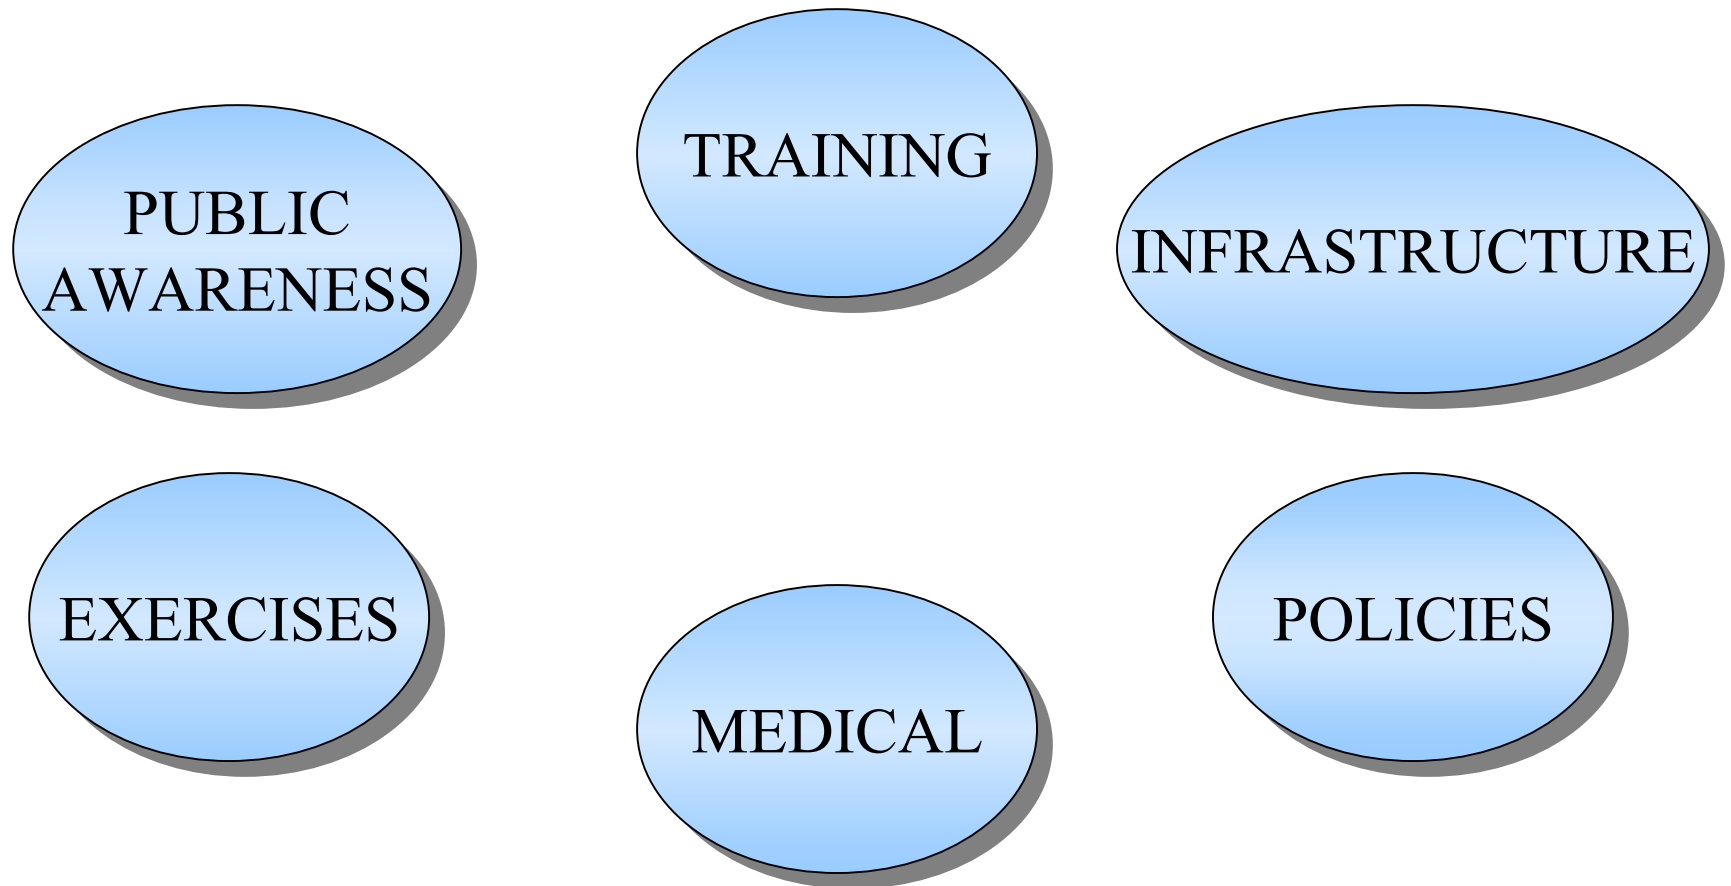 TRAINING
PUBLIC
AWARENESS
INFRASTRUCTURE
EXERCISES
POLICIES
MEDICAL